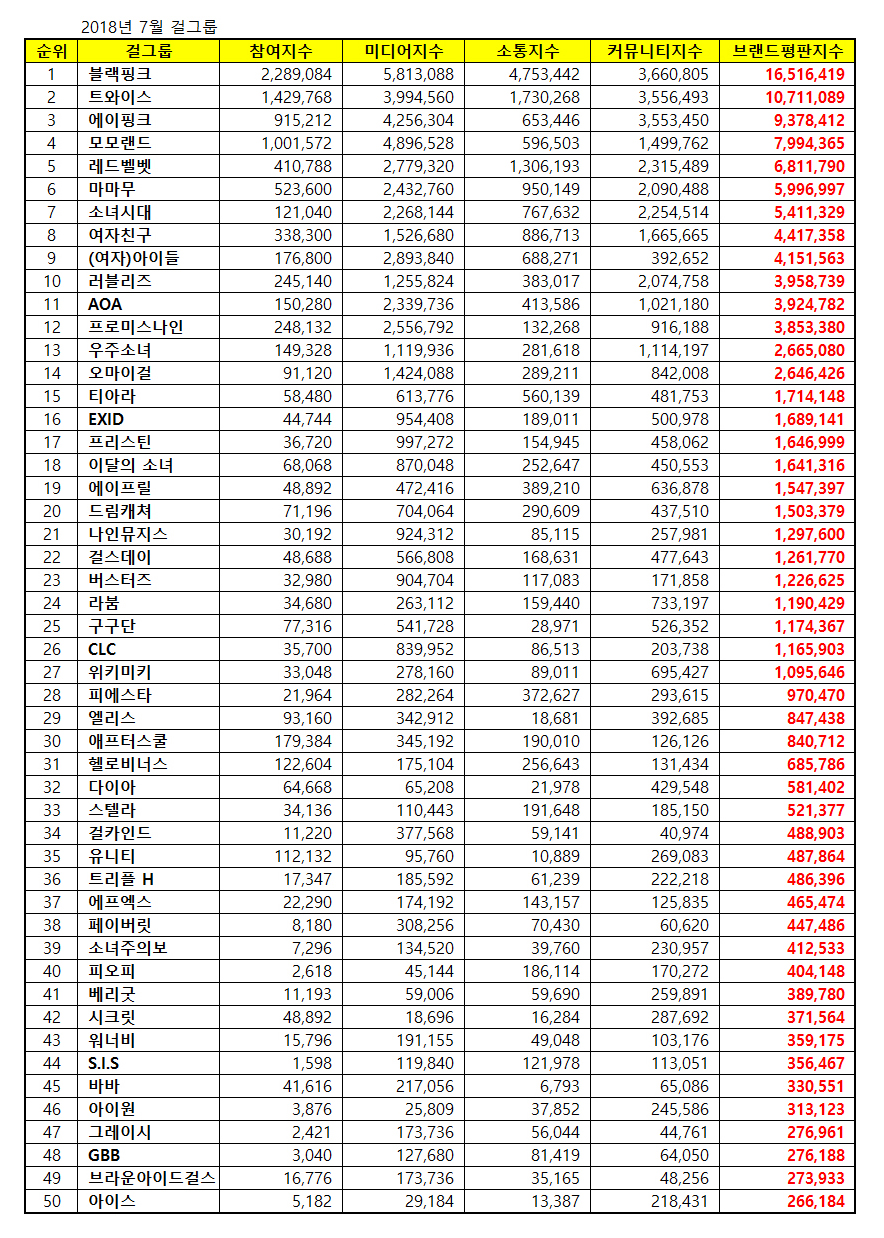 2018년 7월 걸그룹
순위 걸그룹 참여지수 미디어지수 소통지수 커뮤니티지수 브랜드평판지수
1 블랙핑크 2,289,084 5,813,088 4,753,442 3,660,805 16,516,419
2 트와이스 1,429,768 3,994,560 1,730,268 3,556,493 10,711,089
3 에이핑크 915,212 4,256,304 653,446 3,553,450 9,378,412
4 모모랜드 1,001,572 4,896,528 596,503 1,499,762 7,994,365
5 레드벨벳 410,788 2,779,320 1,306,193 2,315,489 6,811,790
6 마마무 523,600 2,432,760 950,149 2,090,488 5,996,997
7 소녀시대 121,040 2,268,144 767,632 2,254,514 5,411,329
8 여자친구 338,300 1,526,680 886,713 1,665,665 4,417,358
9 (여자)아이들 176,800 2,893,840 688,271 392,652 4,151,563
10 러블리즈 245,140 1,255,824 383,017 2,074,758 3,958,739
11 AOA 150,280 2,339,736 413,586 1,021,180 3,924,782
12 프로미스나인 248,132 2,556,792 132,268 916,188 3,853,380
13 우주소녀 149,328 1,119,936 281,618 1,114,197 2,665,080
14 오마이걸 91,120 1,424,088 289,211 842,008 2,646,426
15 티아라 58,480 613,776 560,139 481,753 1,714,148
16 EXID 44,744 954,408 189,011 500,978 1,689,141
17 프리스틴 36,720 997,272 154,945 458,062 1,646,999
18 이달의 소녀 68,068 870,048 252,647 450,553 1,641,316
19 에이프릴 48,892 472,416 389,210 636,878 1,547,397
20 드림캐쳐 71,196 704,064 290,609 437,510 1,503,379
21 나인뮤지스 30,192 924,312 85,115 257,981 1,297,600
22 걸스데이 48,688 566,808 168,631 477,643 1,261,770
23 버스터즈 32,980 904,704 117,083 171,858 1,226,625
24 라붐 34,680 263,112 159,440 733,197 1,190,429
25 구구단 77,316 541,728 28,971 526,352 1,174,367
26 CLC 35,700 839,952 86,513 203,738 1,165,903
27 위키미키 33,048 278,160 89,011 695,427 1,095,646
28 피에스타 21,964 282,264 372,627 293,615 970,470
29 엘리스 93,160 342,912 18,681 392,685 847,438
30 애프터스쿨 179,384 345,192 190,010 126,126 840,712
31 헬로비너스 122,604 175,104 256,643 131,434 685,786
32 다이아 64,668 65,208 21,978 429,548 581,402
33 스텔라 34,136 110,443 191,648 185,150 521,377
34 걸카인드 11,220 377,568 59,141 40,974 488,903
35 유니티 112,132 95,760 10,889 269,083 487,864
36 트리플 H 17,347 185,592 61,239 222,218 486,396
37 에프엑스 22,290 174,192 143,157 125,835 465,474
38 페이버릿 8,180 308,256 70,430 60,620 447,486
39 소녀주의보 7,296 134,520 39,760 230,957 412,533
40 피오피 2,618 45,144 186,114 170,272 404,148
41 베리굿 11,193 59,006 59,690 259,891 389,780
42 시크릿 48,892 18,696 16,284 287,692 371,564
43 워너비 15,796 191,155 49,048 103,176 359,175
44 S.I.S 1,598 119,840 121,978 113,051 356,467
45 바바 41,616 217,056 6,793 65,086 330,551
46 아이원 3,876 25,809 37,852 245,586 313,123
47 그레이시 2,421 173,736 56,044 44,761 276,961
48 GBB 3,040 127,680 81,419 64,050 276,188
49 브라운아이드걸스 16,776 173,736 35,165 48,256 273,933
50 아이스 5,182 29,184 13,387 218,431 266,184